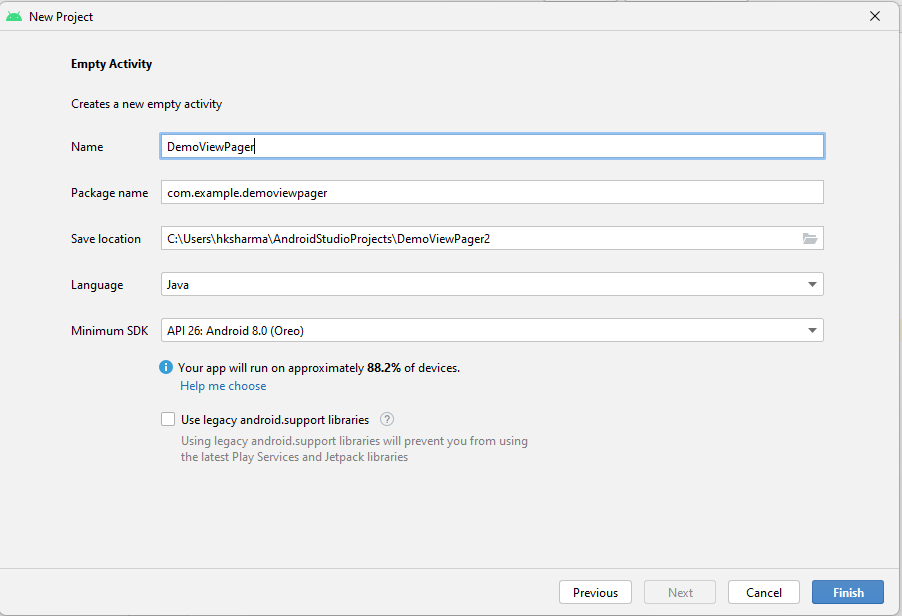 New Project
Empty Activity
Creates a new empty activity
Name DemoViewPager
Package name com.example.demoviewpager
Save location C:\Users\hksharma\AndroidStudioProjects\DemoViewPager2
Language Java
Minimum SDK API 26: Android 8.0 (Oreo)
Your app will run on approximately 88.2% of devices.
Help me choose
Use legacy android.support libraries ?
Using legacy android.support libraries will prevent you from using
the latest Play Services and Jetpack libraries
Previous Next Cancel Finish